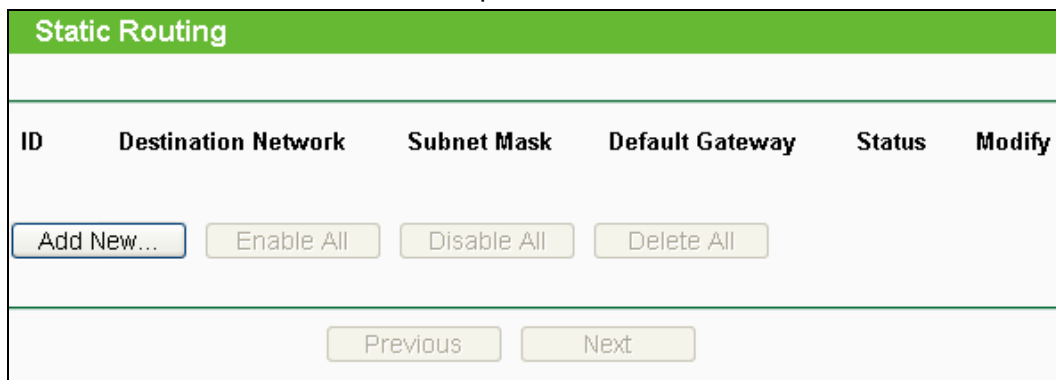 Static Routing
ID Destination Network Subnet Mask Default Gateway Status Modify
Add New... Enable All Disable All Delete All
Previous Next